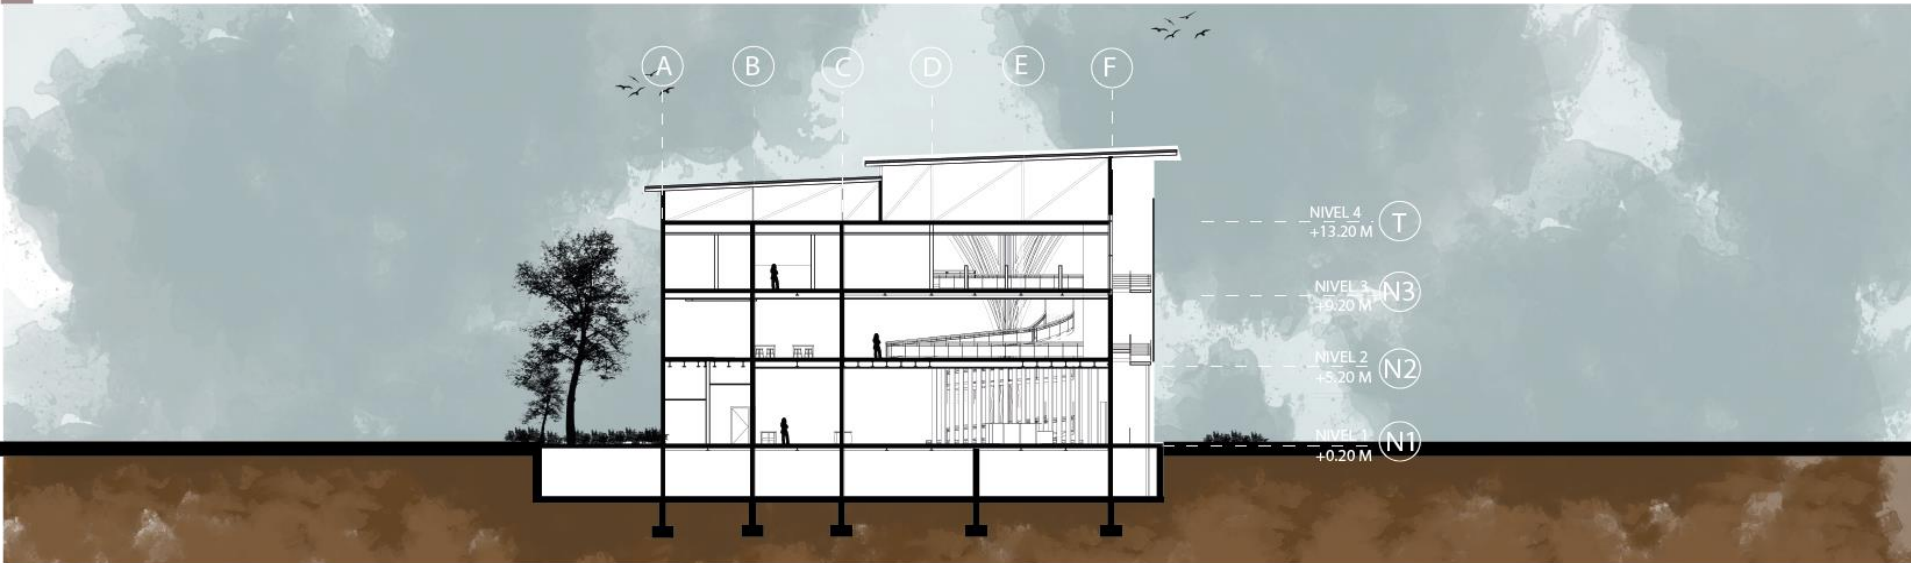 A B C D E F
NIVEL 4
+13.20 M
T
NIVEL 3
+9.20 M
N3
NIVEL 2
+5.20 M
N2
NIVEL 1
+0.20 M
N1